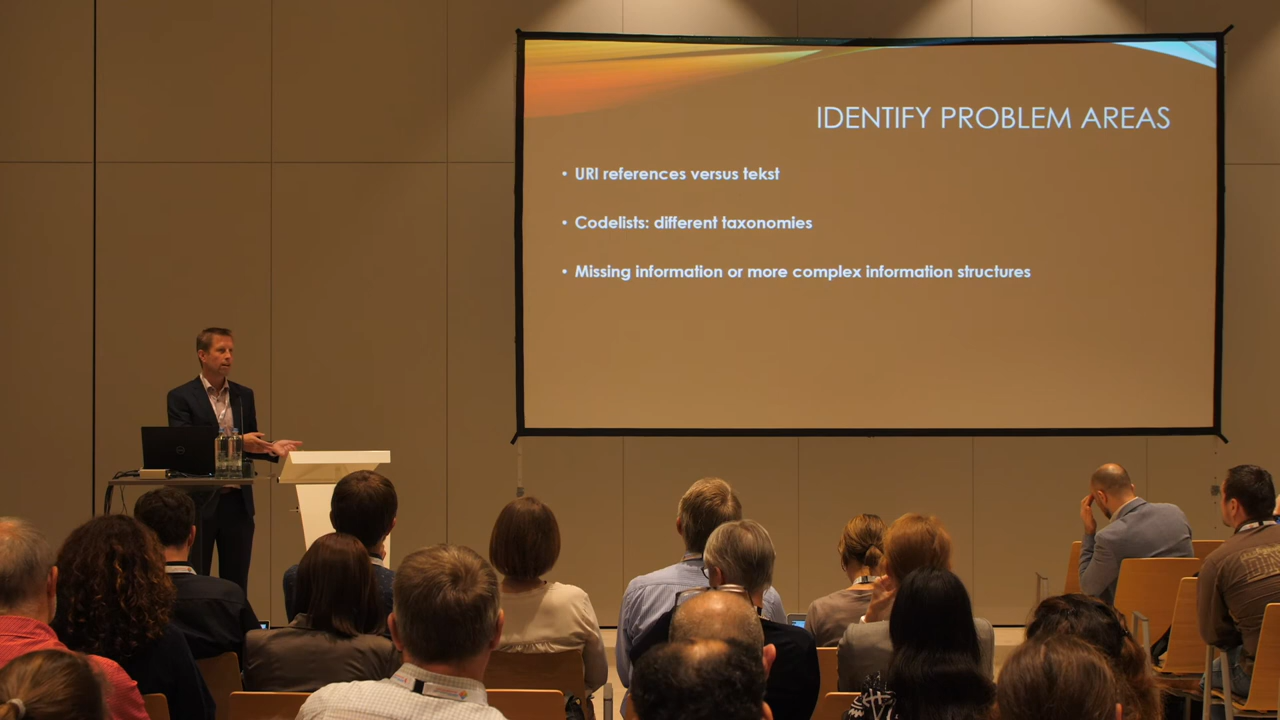 IDENTIFY PROBLEM AREAS
• URI references versus tekst
• Codelists: different taxonomies
• Missing information or more complex information structures